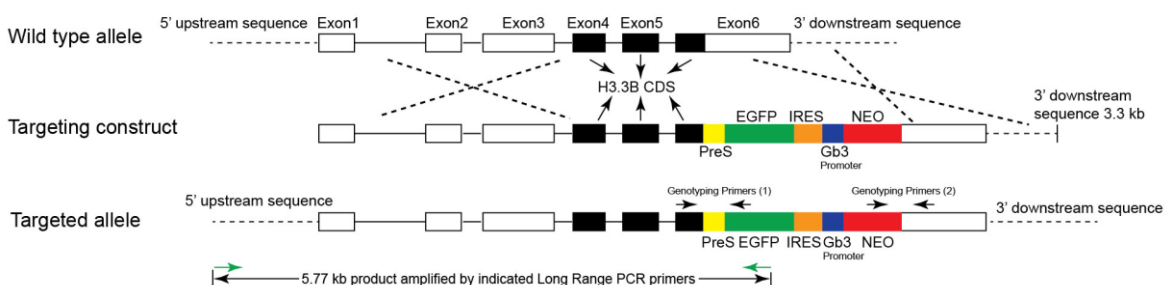 5' upstream sequence Exon1 Exon2 Exon3 Exon4 Exon5 Exon6 3' downstream sequence
Wild type allele
H3.3B CDS
3' downstream
sequence 3.3 kb
Targeting construct
EGFP IRES NEO
PreS Gb3
Promoter
Genotyping Primers (1) Genotyping Primers (2)
5' upstream sequence
Targeted allele
3' downstream sequence
PreS EGFP IRES Gb3 NEO
Promoter
5.77 kb product amplified by indicated Long Range PCR primers